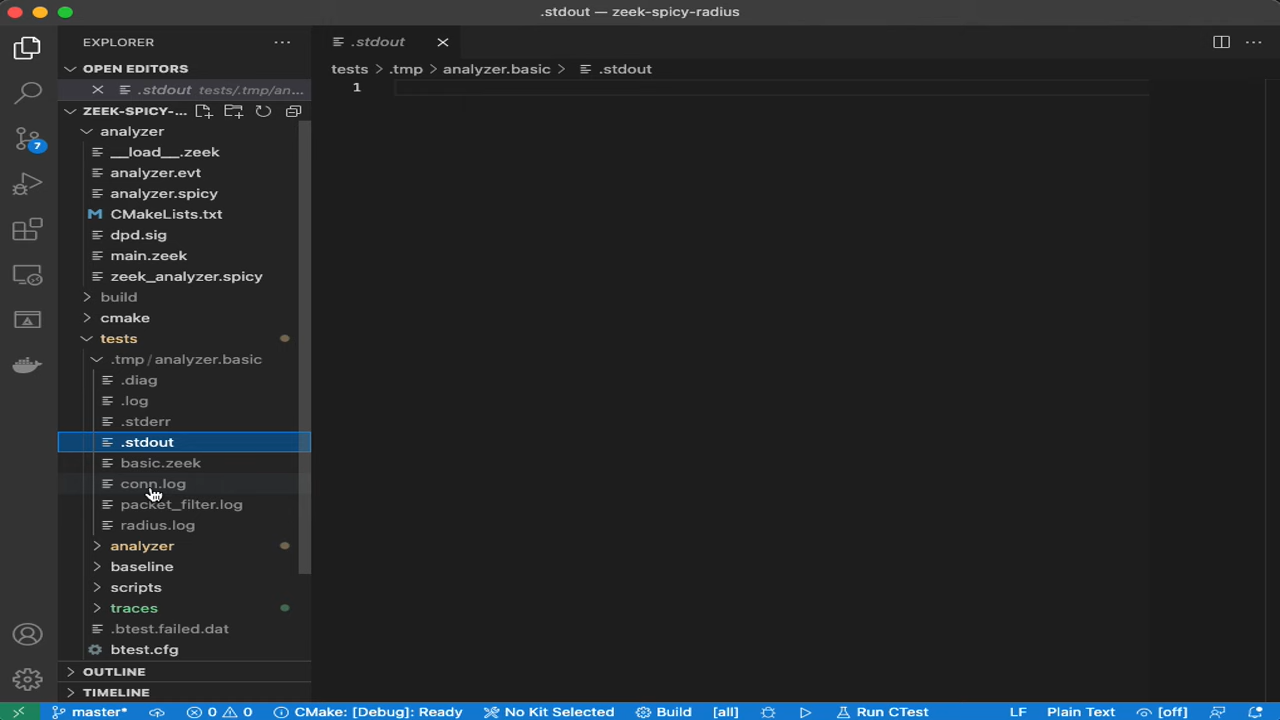 .stdout — zeek-spicy-radius
EXPLORER
OPEN EDITORS
.stdout tests/.tmp/an...
ZEEK-SPICY-...
analyzer
__load__.zeek
analyzer.evt
analyzer.spicy
CMakeLists.txt
dpd.sig
main.zeek
zeek_analyzer.spicy
build
cmake
tests
.tmp / analyzer.basic
.diag
.log
.stderr
.stdout
basic.zeek
conn.log
packet_filter.log
radius.log
analyzer
baseline
scripts
traces
.btest.failed.dat
btest.cfg
OUTLINE
TIMELINE
7
.stdout
tests > .tmp > analyzer.basic > .stdout
1
master* 0 0 CMake: [Debug]: Ready No Kit Selected Build [all] Run CTest LF Plain Text [off]